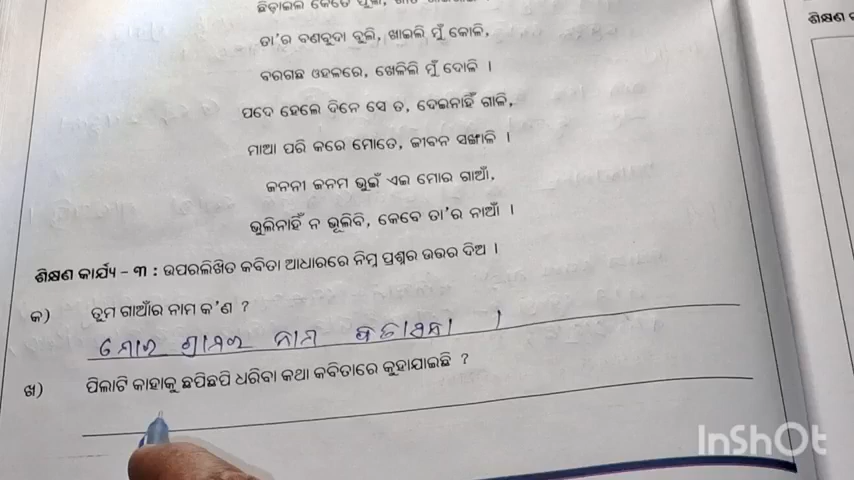 ଛିଡ଼ାଇଲି କେତେ
ତା'ର ବଣବୁଦା ବୁଲି, ଖାଇଲି ମୁଁ କୋଳି,
ବରଗଛ ଓହଳରେ, ଖେଳିଲି ମୁଁ ଦୋଳି ।
ପଦେ ହେଲେ ଦିନେ ସେ ତ, ଦେଇନାହିଁ ଗାଳି,
ମାଆ ପରି କରେ ମୋତେ, ଜୀବନ ସଞ୍ଚାଳି ।
ଜନନୀ ଜନମ ଭୁଇଁ ଏଇ ମୋର ଗାଆଁ,
ଭୁଲିନାହିଁ ନ ଭୂଲିବି, କେବେ ତା'ର ନାଆଁ ।
ଶିକ୍ଷଣ କାର୍ଯ୍ୟ - ୩ : ଉପରଲିଖିତ କବିତା ଆଧାରରେ ନିମ୍ନ ପ୍ରଶ୍ନର ଉତ୍ତର ଦିଅ ।
କ) ତୁମ ଗାଆଁର ନାମ କ'ଣ ?
ମୋର ଗ୍ରାମର ନାମ ।
ଖ) ପିଲାଟି କାହାକୁ ଛପିଛପି ଧରିବା କଥା କବିତାରେ କୁହାଯାଇଛି ?
ଶିକ୍ଷଣ
InShOt